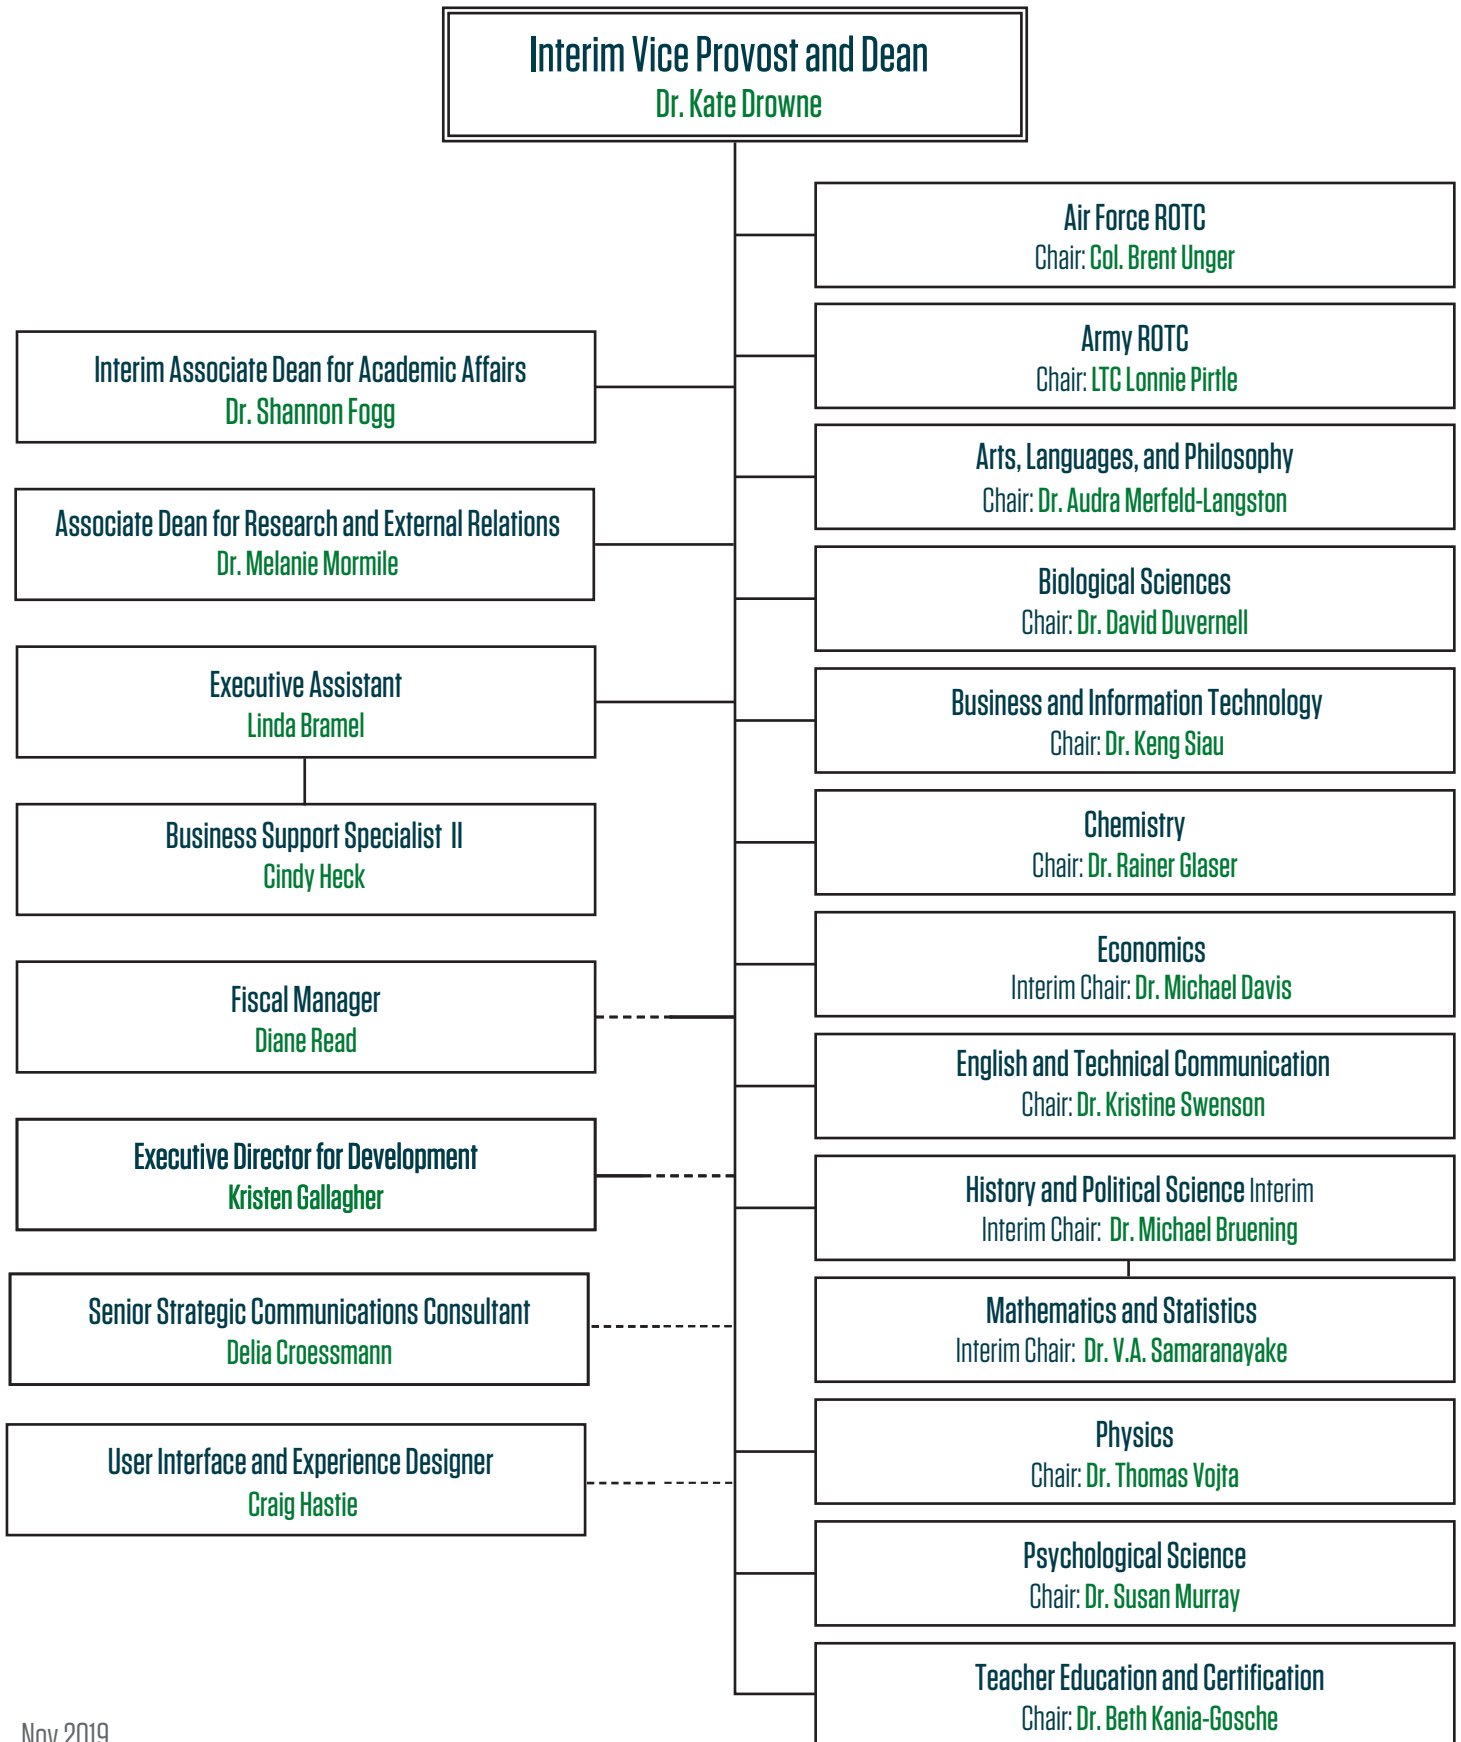 Interim Vice Provost and Dean
Dr. Kate Drowne
Interim Associate Dean for Academic Affairs
Dr. Shannon Fogg
Associate Dean for Research and External Relations
Dr. Melanie Mormile
Executive Assistant
Linda Bramel
Business Support Specialist II
Cindy Heck
Fiscal Manager
Diane Read
Executive Director for Development
Kristen Gallagher
Senior Strategic Communications Consultant
Delia Croessmann
User Interface and Experience Designer
Craig Hastie
Air Force ROTC
Chair: Col. Brent Unger
Army ROTC
Chair: LTC Lonnie Pirtle
Arts, Languages, and Philosophy
Chair: Dr. Audra Merfeld-Langston
Biological Sciences
Chair: Dr. David Duvernell
Business and Information Technology
Chair: Dr. Keng Siau
Chemistry
Chair: Dr. Rainer Glaser
Economics
Interim Chair: Dr. Michael Davis
English and Technical Communication
Chair: Dr. Kristine Swenson
History and Political Science Interim
Interim Chair: Dr. Michael Bruening
Mathematics and Statistics
Interim Chair: Dr. V.A. Samaranayake
Physics
Chair: Dr. Thomas Vojta
Psychological Science
Chair: Dr. Susan Murray
Teacher Education and Certification
Chair: Dr. Beth Kania-Gosche
Nov 2019